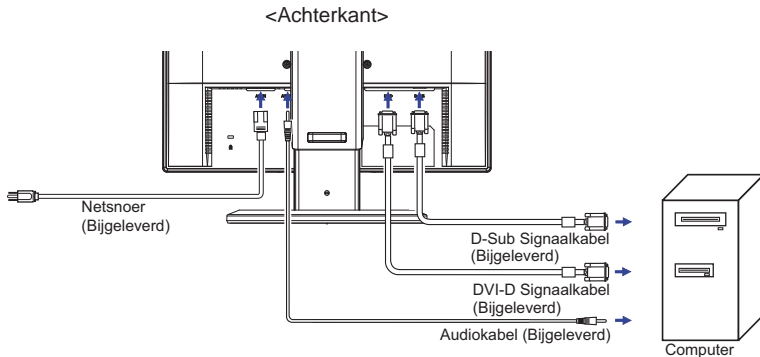 <Achterkant>
Netsnoer
(Bijgeleverd)
D-Sub Signaalkabel
(Bijgeleverd)
DVI-D Signaalkabel
(Bijgeleverd)
Audiokabel (Bijgeleverd)
Computer